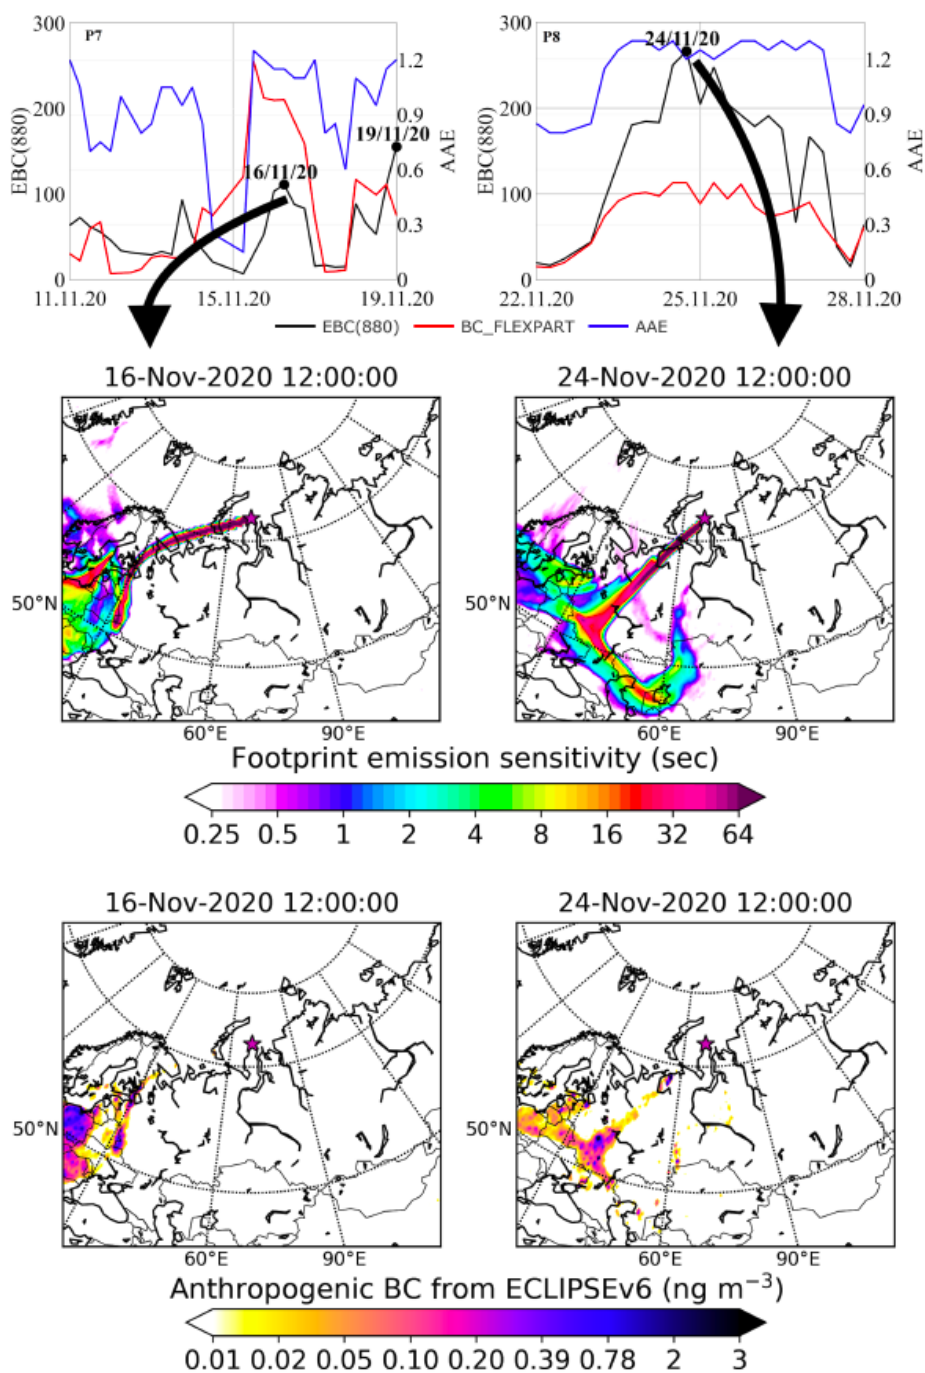 300
200
100
0
EBC(880)
P7
16/11/20
19/11/20
1.2
0.9
0.6
0.3
0
AAE
11.11.20
15.11.20
19.11.20
300
200
100
0
EBC(880)
P8
24/11/20
1.2
0.9
0.6
0.3
0
AAE
22.11.20
25.11.20
28.11.20
EBC(880)
BC_FLEXPART
AAE
16-Nov-2020 12:00:00
50°N
60°E
90°E
24-Nov-2020 12:00:00
50°N
60°E
90°E
Footprint emission sensitivity (sec)
0.25 0.5 1 2 4 8 16 32 64
16-Nov-2020 12:00:00
50°N
60°E
90°E
24-Nov-2020 12:00:00
50°N
60°E
90°E
Anthropogenic BC from ECLIPSEv6 (ng m⁻³)
0.01 0.02 0.05 0.10 0.20 0.39 0.78 2 3